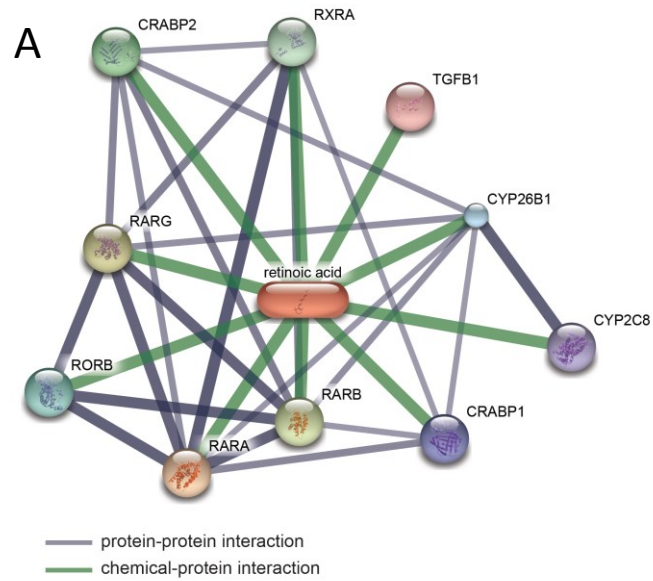 A
CRABP2
RXRA
TGFB1
CYP26B1
RARG
retinoic acid
CYP2C8
RORB
RARB
CRABP1
RARA
protein-protein interaction
chemical-protein interaction